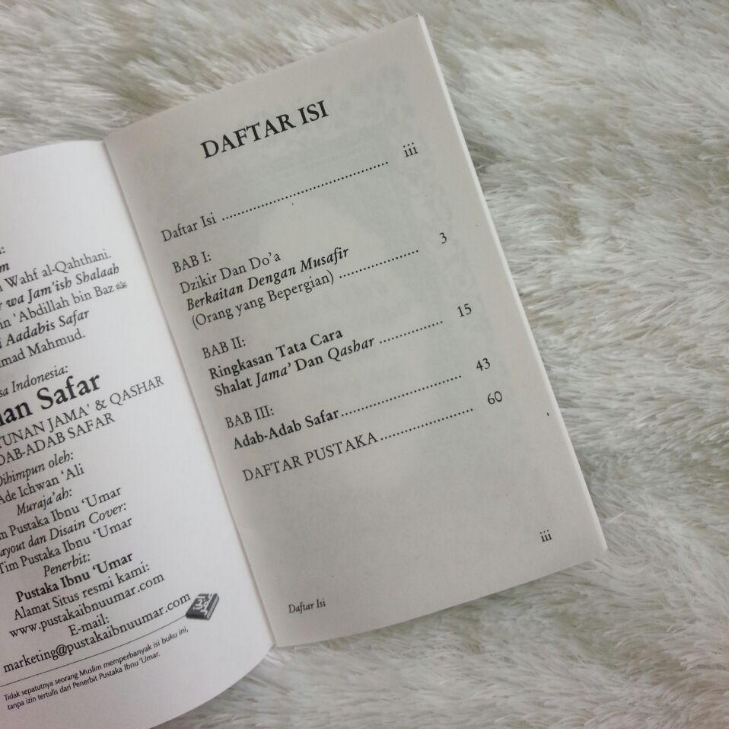 Wahf al-Qahthani.
wa Jam'ish Shalaab
'Abdillah bin Baz
Aadabis Safar
Mahmud.
Indonesia:
Safar
JAMA' & QASHAR
SAFAR
oleh:
Ade Ichwan 'Ali
Muraja'ah:
Pustaka Ibnu 'Umar
dan Disain Cover:
Tim Pustaka Ibnu 'Umar
Penerbit:
Pustaka Ibnu 'Umar
Alamat Situs resmi kami:
www.pustakaibnuumar.com
E-mail:
marketing@pustakaibnuumar.com
Tidak sepatutnya seorang Muslim memperbanyak isi buku ini,
tanpa izin tertulis dari Penerbit Pustaka Ibnu 'Umar.
DAFTAR ISI
Daftar Isi ........................................ iii
BAB I:
Dzikir Dan Do'a
Berkaitan Dengan Musafir
(Orang yang Bepergian) .................. 3
BAB II:
Ringkasan Tata Cara
Shalat Jama' Dan Qashar .............. 15
BAB III:
Adab-Adab Safar........................... 43
DAFTAR PUSTAKA..................... 60
iii
Daftar Isi